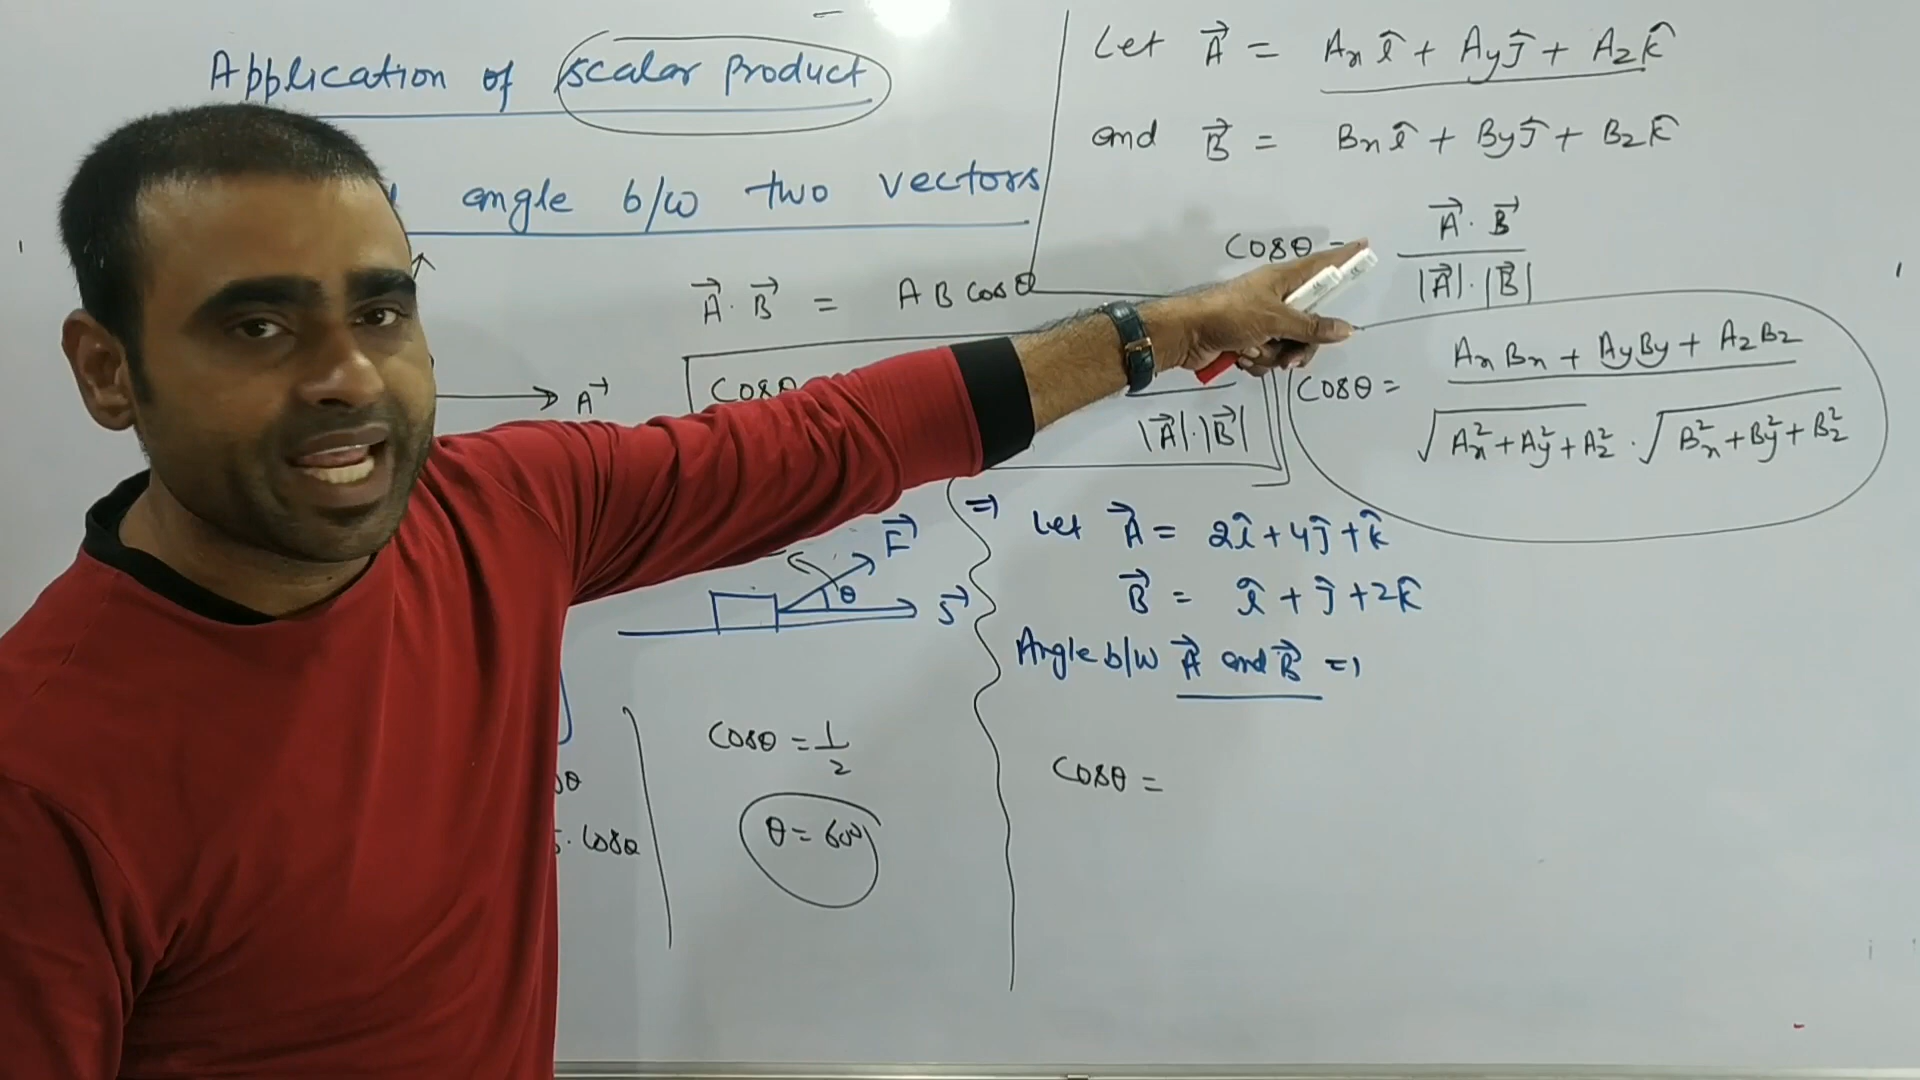 Application of scalar product
angle b/w two vectors
A⃗ · B⃗ = A B cosθ
cosθ
|A⃗|·|B⃗|
A⃗
F⃗
θ
S⃗
cosθ = 1/2
θ = 60°
θ
· cosθ
Let A⃗ = Ax î + Ay ĵ + Az k̂
and B⃗ = Bx î + By ĵ + Bz k̂
cosθ = A⃗ · B⃗ / |A⃗|·|B⃗|
cosθ = AxBx + AyBy + AzBz / √Ax² + Ay² + Az² · √Bx² + By² + Bz²
⇒ Let A⃗ = 2î + 4ĵ + k̂
B⃗ = î + ĵ + 2k̂
Angle b/w A⃗ and B⃗ ⇒
cosθ =